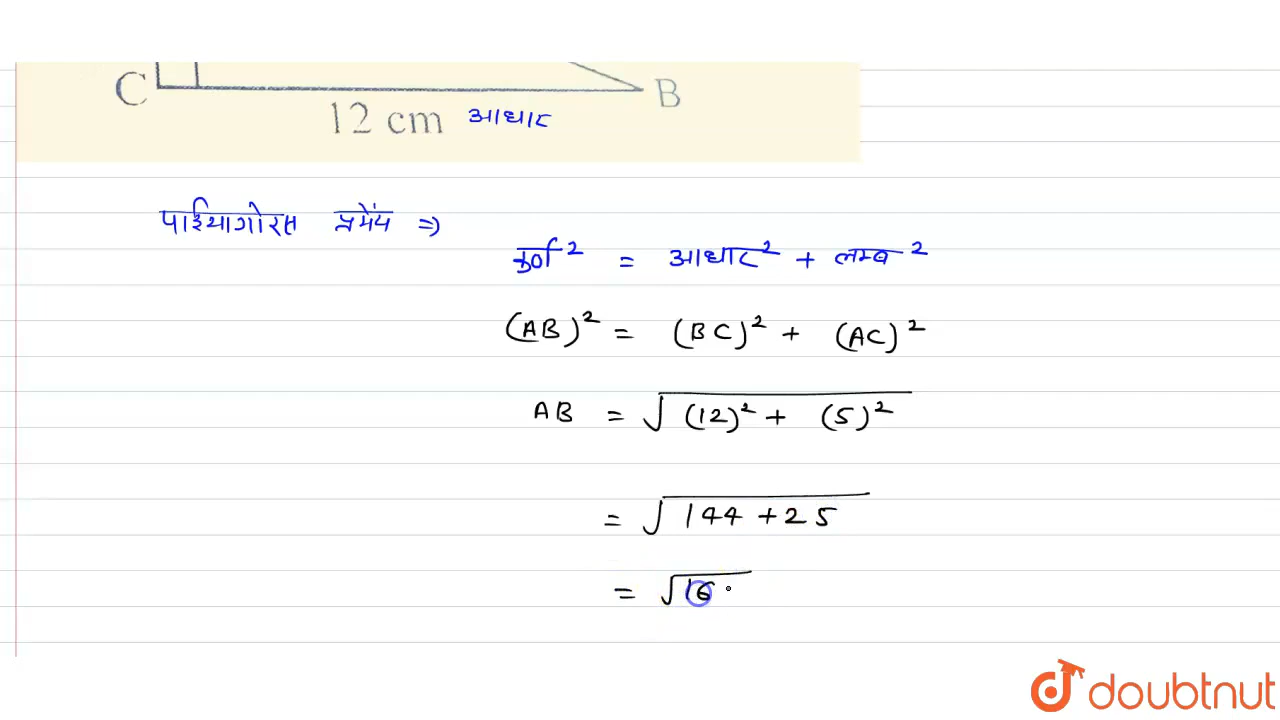 C B
12 cm आधार
पाईथागोरस प्रमेय ⇒
कर्ण² = आधार² + लम्ब²
(AB)² = (BC)² + (AC)²
AB = √(12)² + (5)²
= √144 + 25
= √16
doubtnut